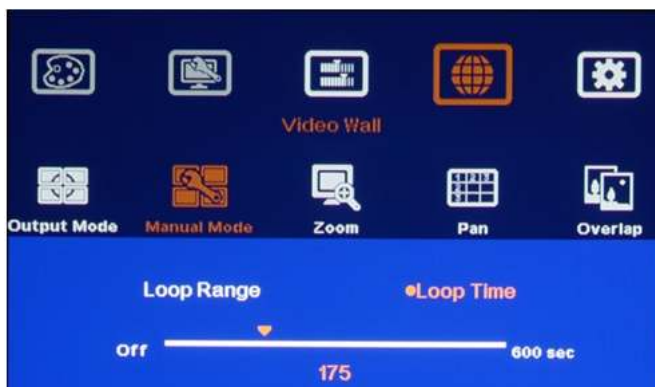 Video Wall
Output Mode Manual Mode Zoom Pan Overlap
Loop Range •Loop Time
Off 600 sec
175